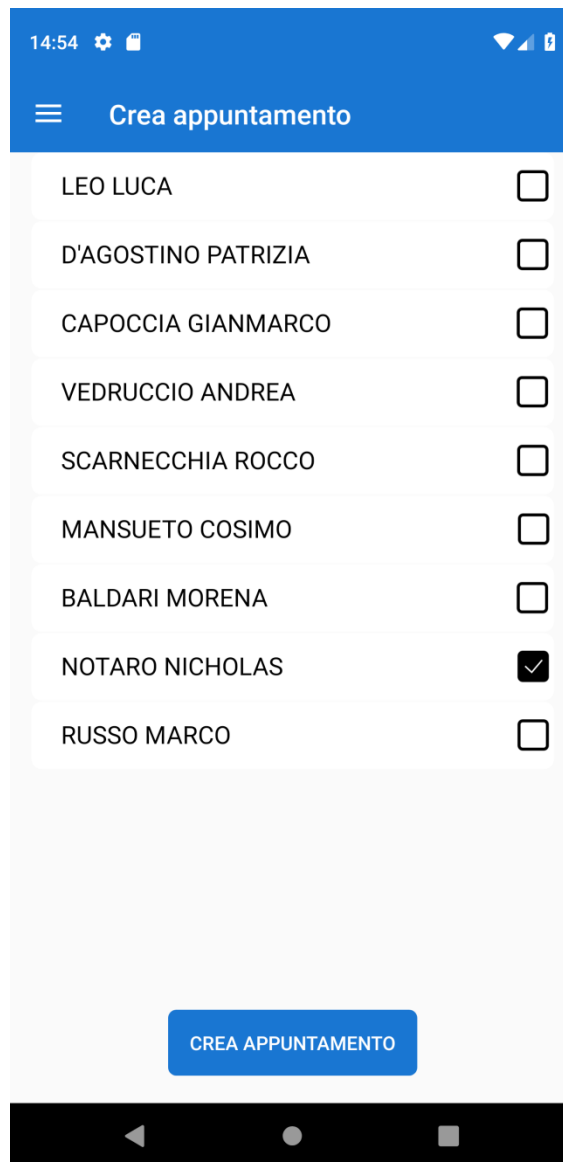 14:54
Crea appuntamento
LEO LUCA
D'AGOSTINO PATRIZIA
CAPOCCIA GIANMARCO
VEDRUCCIO ANDREA
SCARNECCHIA ROCCO
MANSUETO COSIMO
BALDARI MORENA
NOTARO NICHOLAS
RUSSO MARCO
CREA APPUNTAMENTO